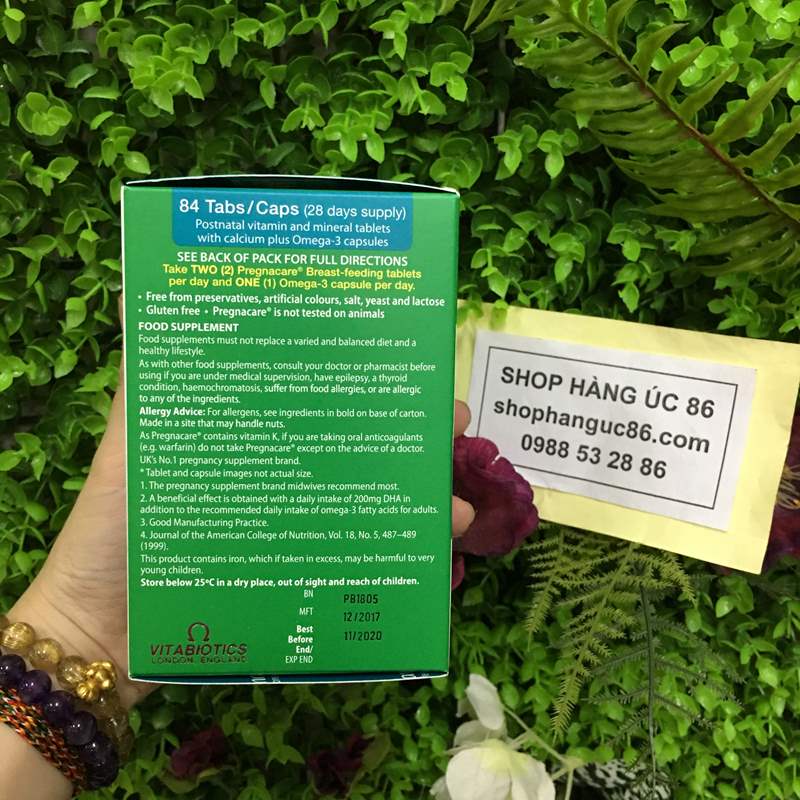 84 Tabs/Caps (28 days supply)
Postnatal vitamin and mineral tablets
with calcium plus Omega-3 capsules
SEE BACK OF PACK FOR FULL DIRECTIONS
Take TWO (2) Pregnacare® Breast-feeding tablets
per day and ONE (1) Omega-3 capsule per day.
• Free from preservatives, artificial colours, salt, yeast and lactose
• Gluten free • Pregnacare® is not tested on animals
FOOD SUPPLEMENT
Food supplements must not replace a varied and balanced diet and a
healthy lifestyle.
As with other food supplements, consult your doctor or pharmacist before
using if you are under medical supervision, have epilepsy, a thyroid
condition, haemochromatosis, suffer from food allergies, or are allergic
to any of the ingredients.
Allergy Advice: For allergens, see ingredients in bold on base of carton.
Made in a site that may handle nuts.
As Pregnacare® contains vitamin K, if you are taking oral anticoagulants
(e.g. warfarin) do not take Pregnacare® except on the advice of a doctor.
UK's No.1 pregnancy supplement brand.
*Tablet and capsule images not actual size.
1. The pregnancy supplement brand midwives recommend most.
2. A beneficial effect is obtained with a daily intake of 200mg DHA in
addition to the recommended daily intake of omega-3 fatty acids for adults.
3. Good Manufacturing Practice.
4. Journal of the American College of Nutrition, Vol. 18, No. 5, 487–489
(1999).
This product contains iron, which if taken in excess, may be harmful to very
young children.
Store below 25ºC in a dry place, out of sight and reach of children.
BN PB1805
MFT 12/2017
Best
Before 11/2020
End/
EXP END
VITABIOTICS
LONDON, ENGLAND
SHOP HÀNG ÚC 86
shophanguc86.com
0988 53 28 86